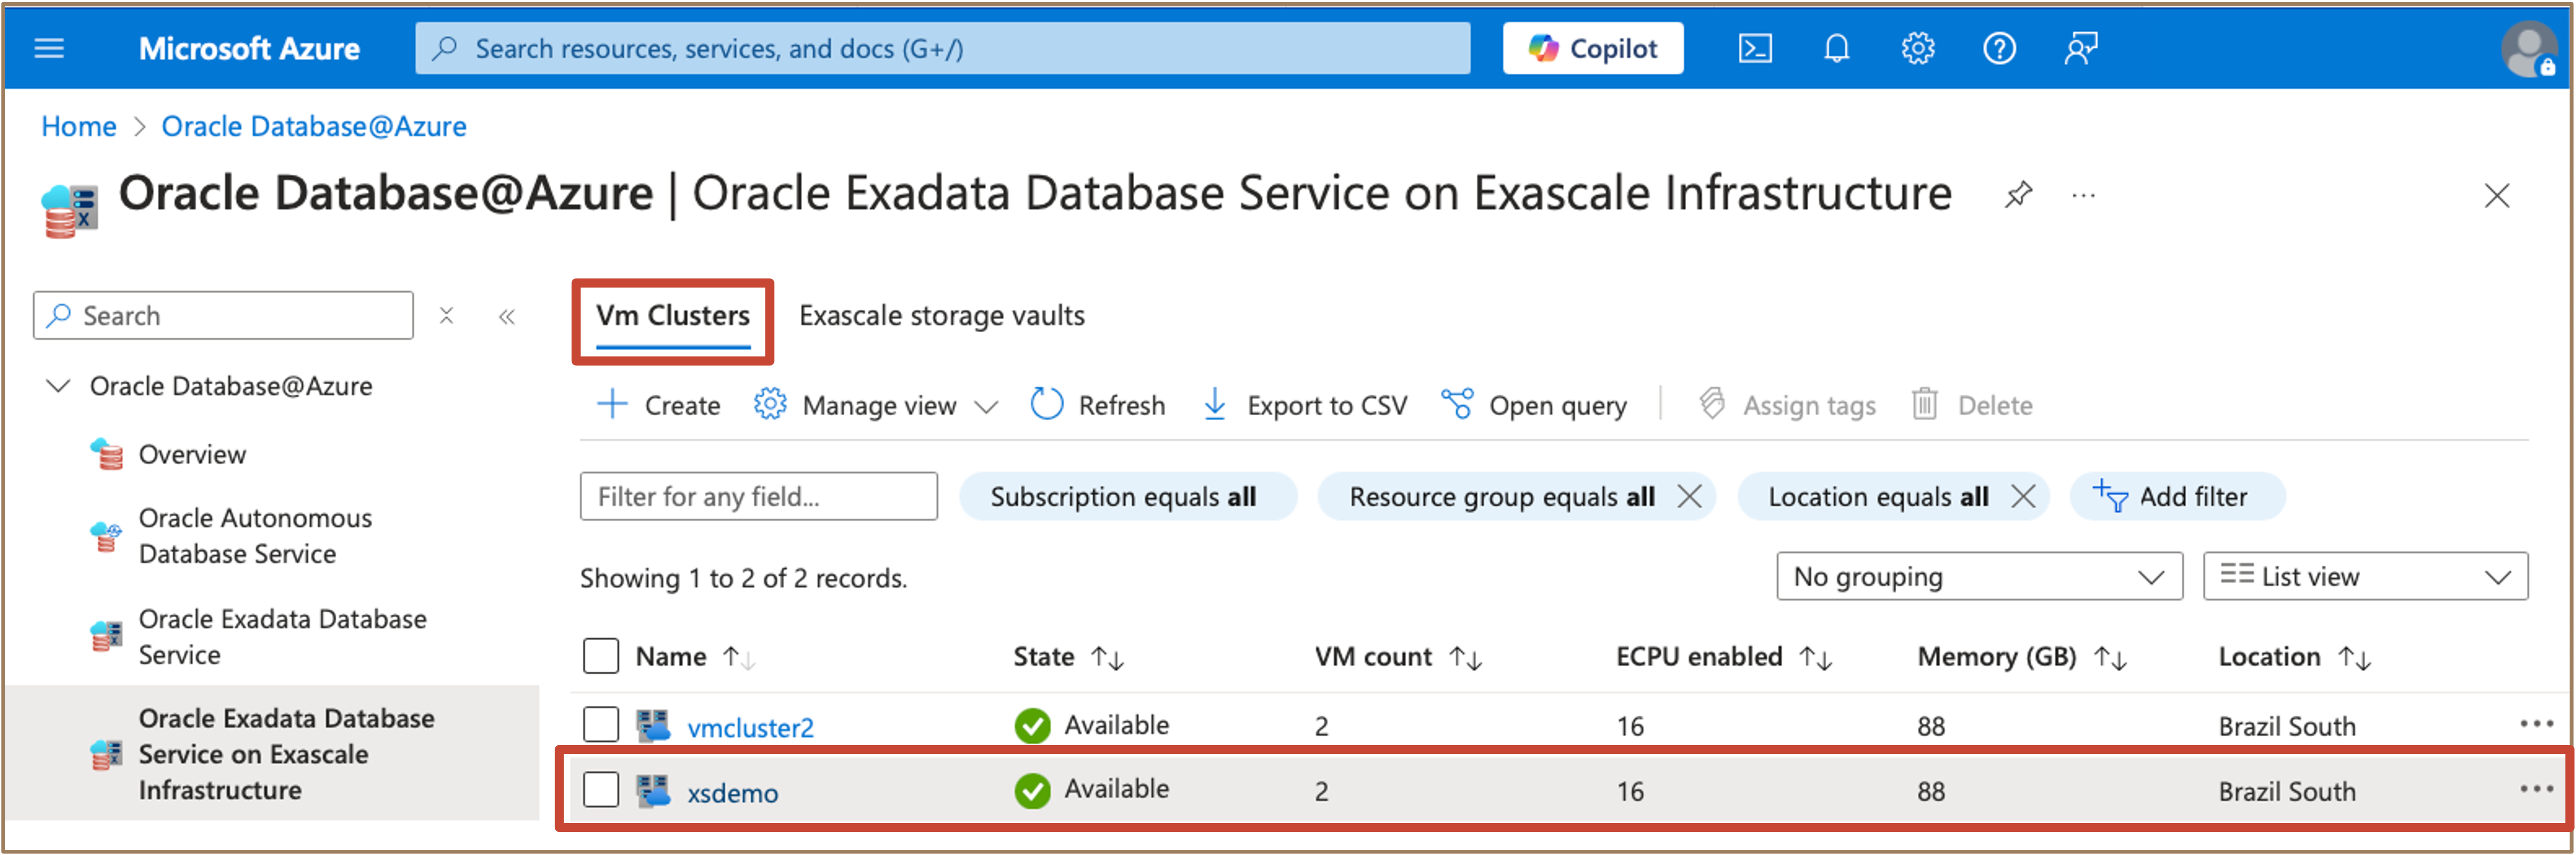 Microsoft Azure
Search resources, services, and docs (G+/)
Copilot
Home > Oracle Database@Azure
Oracle Database@Azure | Oracle Exadata Database Service on Exascale Infrastructure
Search
Oracle Database@Azure
Overview
Oracle Autonomous
Database Service
Oracle Exadata Database
Service
Oracle Exadata Database
Service on Exascale
Infrastructure
Vm Clusters Exascale storage vaults
Create Manage view Refresh Export to CSV Open query Assign tags Delete
Filter for any field... Subscription equals all Resource group equals all Location equals all Add filter
Showing 1 to 2 of 2 records. No grouping List view
Name State VM count ECPU enabled Memory (GB) Location
vmcluster2 Available 2 16 88 Brazil South
xsdemo Available 2 16 88 Brazil South